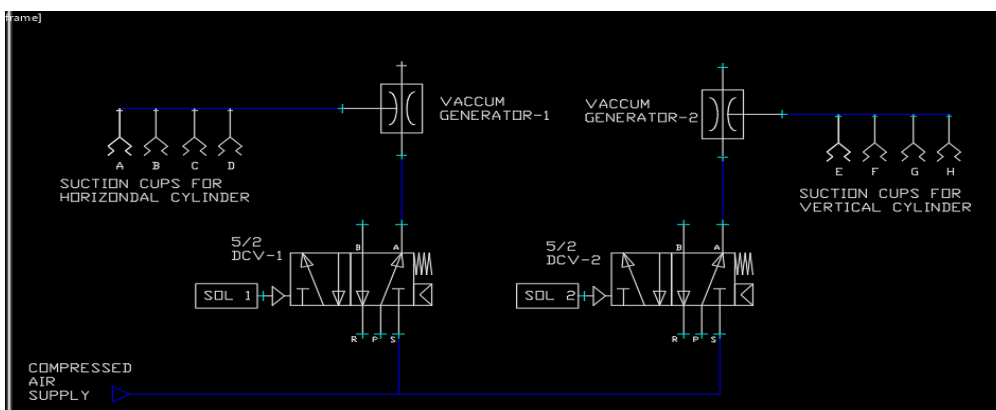 frame]
VACCUM
GENERATOR-1
VACCUM
GENERATOR-2
A B C D
SUCTION CUPS FOR
HORIZONDAL CYLINDER
E F G H
SUCTION CUPS FOR
VERTICAL CYLINDER
5/2
DCV-1
B A
SOL 1
R P S
5/2
DCV-2
B A
SOL 2
R P S
COMPRESSED
AIR
SUPPLY